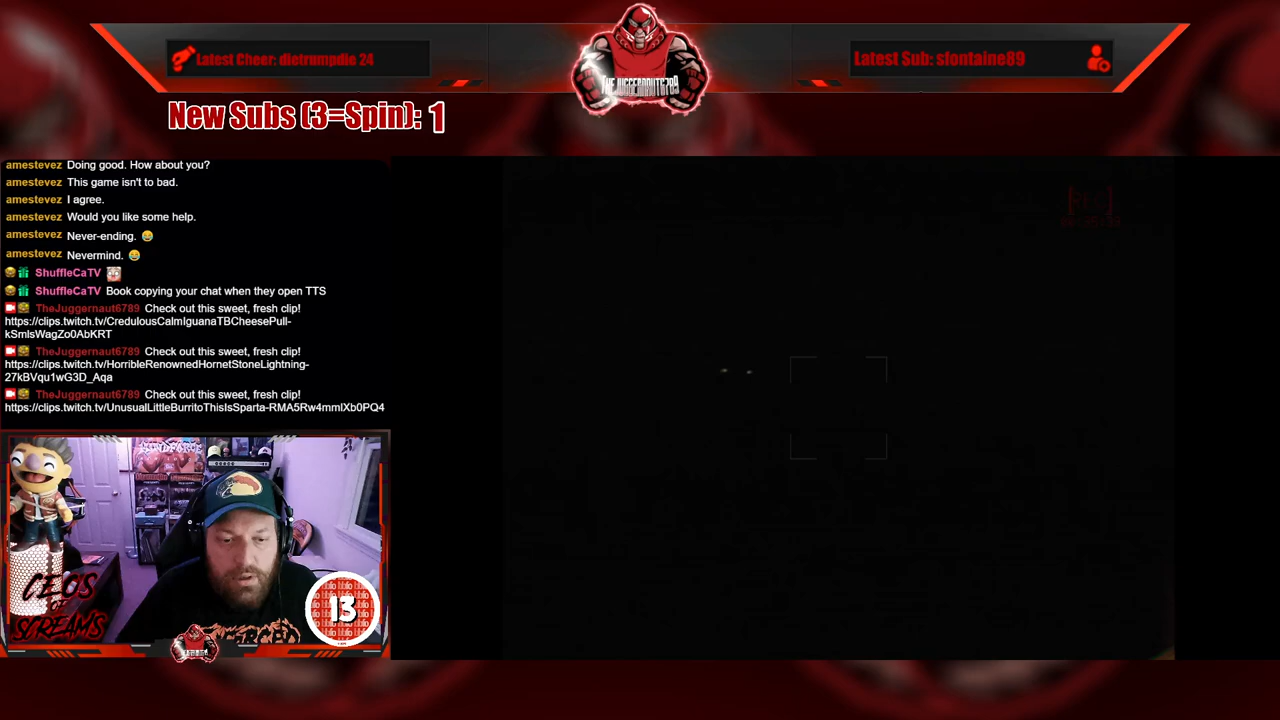 Latest Cheer: dietrumpdie 24
THEJUGGERNAUT6789
Latest Sub: sfontaine89
New Subs (3=Spin): 1
amestevez Doing good. How about you?
amestevez This game isn't to bad.
amestevez I agree.
amestevez Would you like some help.
amestevez Never-ending. 😂
amestevez Nevermind. 😂
ShuffleCaTV
ShuffleCaTV Book copying your chat when they open TTS
TheJuggernaut6789 Check out this sweet, fresh clip!
https://clips.twitch.tv/CredulousCalmIguanaTBCheesePull-
kSmlsWagZo0AbKRT
TheJuggernaut6789 Check out this sweet, fresh clip!
https://clips.twitch.tv/HorribleRenownedHornetStoneLightning-
27kBVqu1wG3D_Aqa
TheJuggernaut6789 Check out this sweet, fresh clip!
https://clips.twitch.tv/UnusualLittleBurritoThisIsSparta-RMA5Rw4mmlXb0PQ4
MINDFORCE
CEO'S
OF
SCREAMS
13